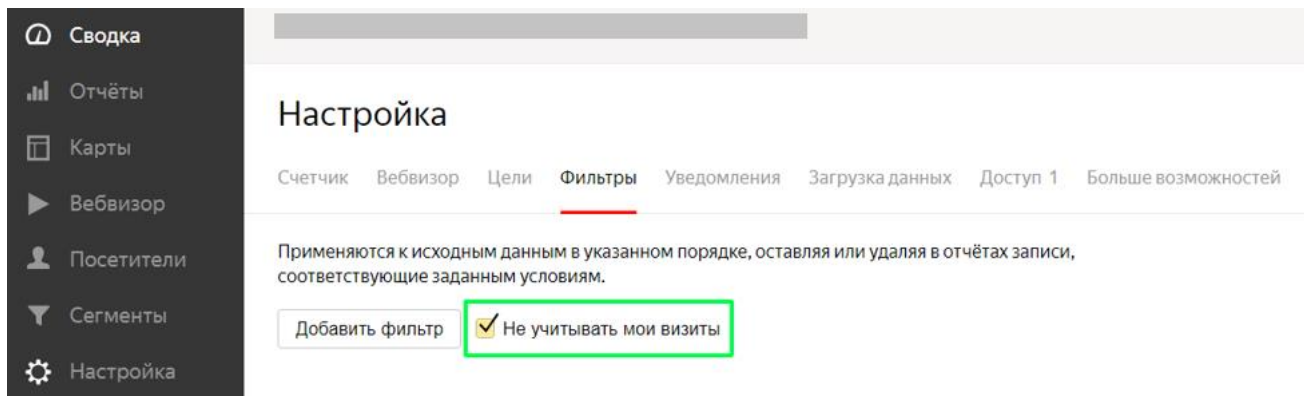 Сводка
Отчёты
Карты
Вебвизор
Посетители
Сегменты
Настройка
Настройка
Счетчик Вебвизор Цели Фильтры Уведомления Загрузка данных Доступ 1 Больше возможностей
Применяются к исходным данным в указанном порядке, оставляя или удаляя в отчётах записи,
соответствующие заданным условиям.
Добавить фильтр Не учитывать мои визиты